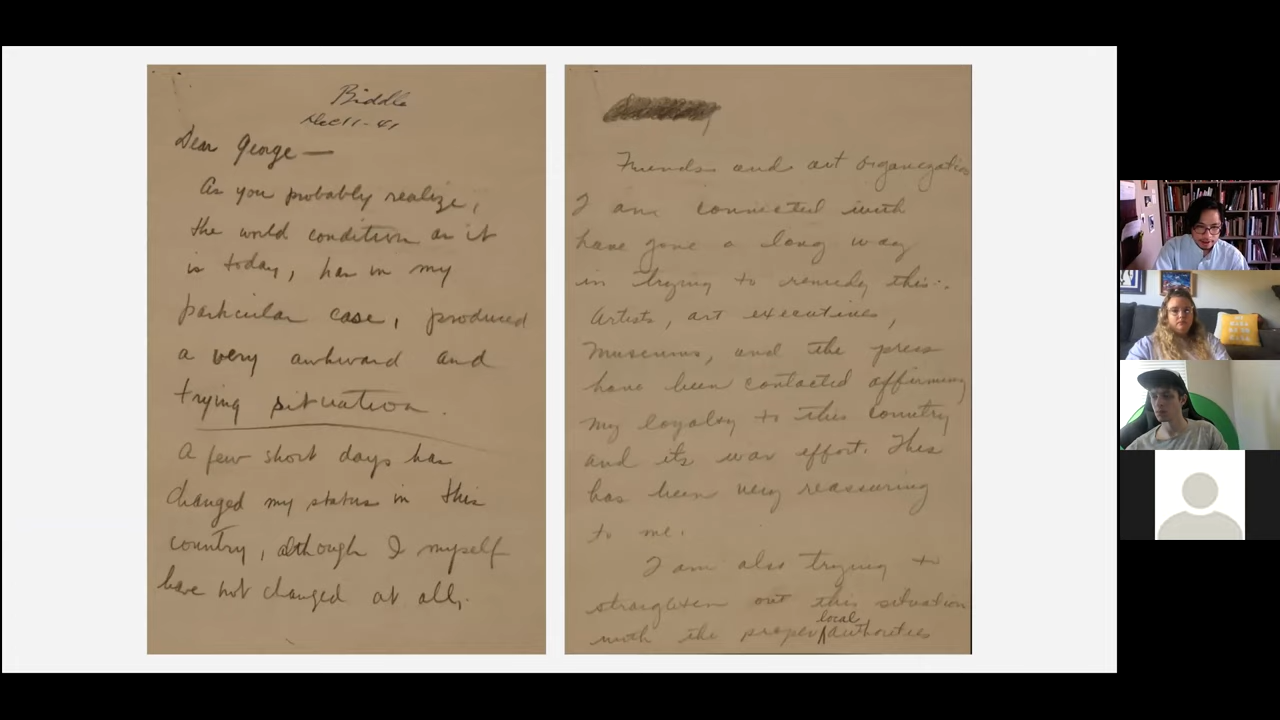 Biddle
Dec 11-41
Dear George—
As you probably realize,
the world condition as it
is today, has in my
particular case, produced
a very awkward and
trying situation.
A few short days has
changed my status in this
country, although I myself
have not changed at all.
Friends and art organization
I am connected with
have gone a long way
in trying to remedy this.
Artists, art executives,
Museums, and the press
have been contacted affirming
my loyalty to this country
and its war effort. This
has been very reassuring
to me.
I am also trying to
straighten out this situation
local
with the proper authorities